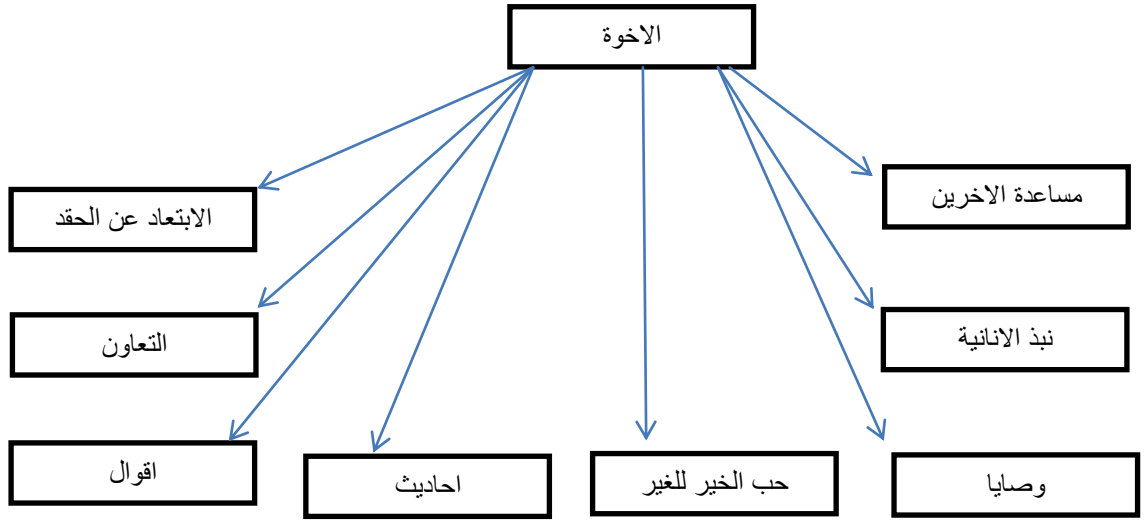 الاخوة
مساعدة الاخرين
الابتعاد عن الحقد
نبذ الانانية
التعاون
وصايا
حب الخير للغير
احاديث
اقوال